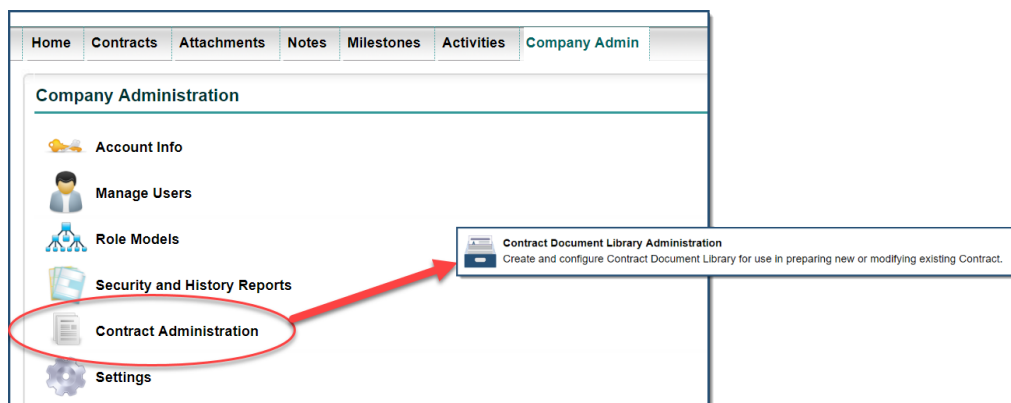 Home Contracts Attachments Notes Milestones Activities Company Admin
Company Administration
Account Info
Manage Users
Role Models
Security and History Reports
Contract Administration
Settings
Contract Document Library Administration
Create and configure Contract Document Library for use in preparing new or modifying existing Contract.